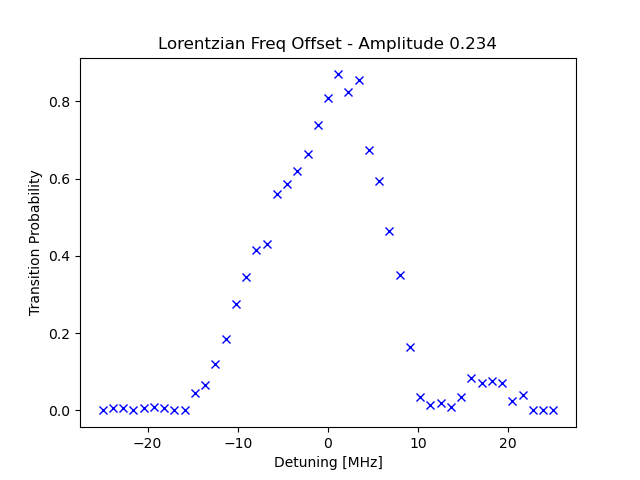 Lorentzian Freq Offset - Amplitude 0.234
0.8
0.6
0.4
0.2
0.0
Transition Probability
−20 −10 0 10 20
Detuning [MHz]